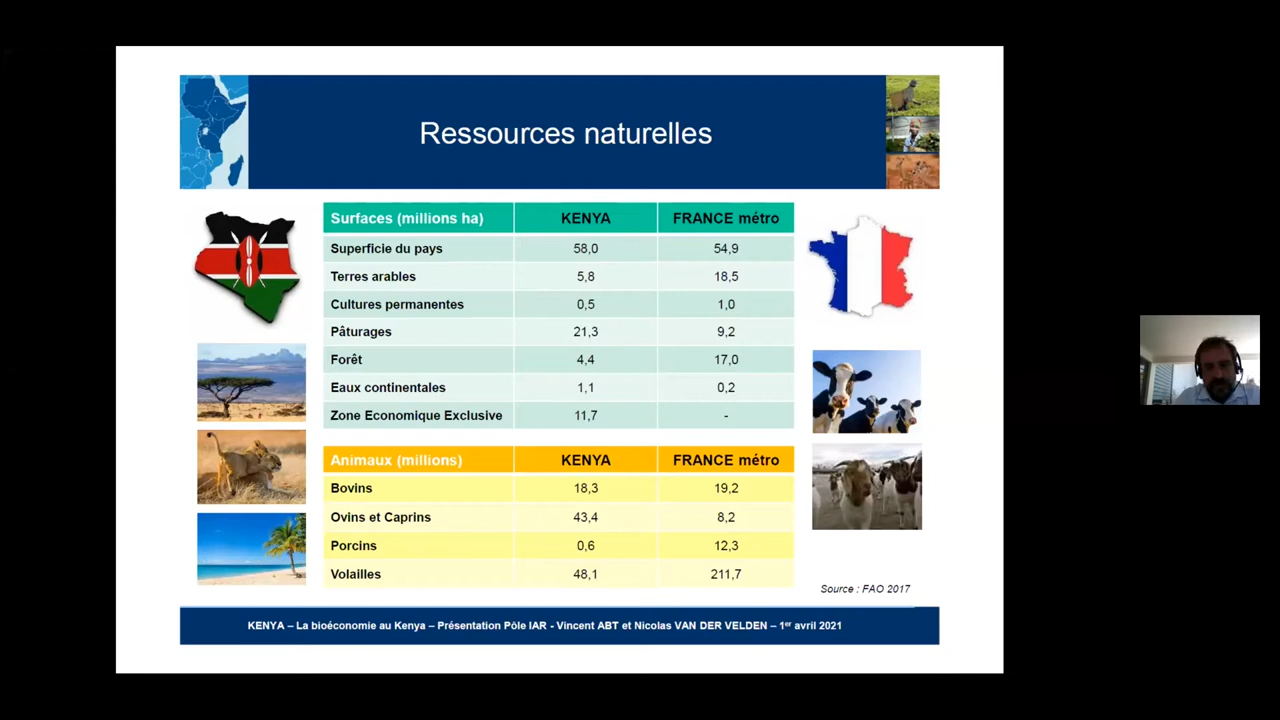 Ressources naturelles
Surfaces (millions ha) KENYA FRANCE métro
Superficie du pays 58,0 54,9
Terres arables 5,8 18,5
Cultures permanentes 0,5 1,0
Pâturages 21,3 9,2
Forêt 4,4 17,0
Eaux continentales 1,1 0,2
Zone Economique Exclusive 11,7 -
Animaux (millions) KENYA FRANCE métro
Bovins 18,3 19,2
Ovins et Caprins 43,4 8,2
Porcins 0,6 12,3
Volailles 48,1 211,7
Source : FAO 2017
KENYA – La bioéconomie au Kenya – Présentation Pôle IAR - Vincent ABT et Nicolas VAN DER VELDEN – 1er avril 2021